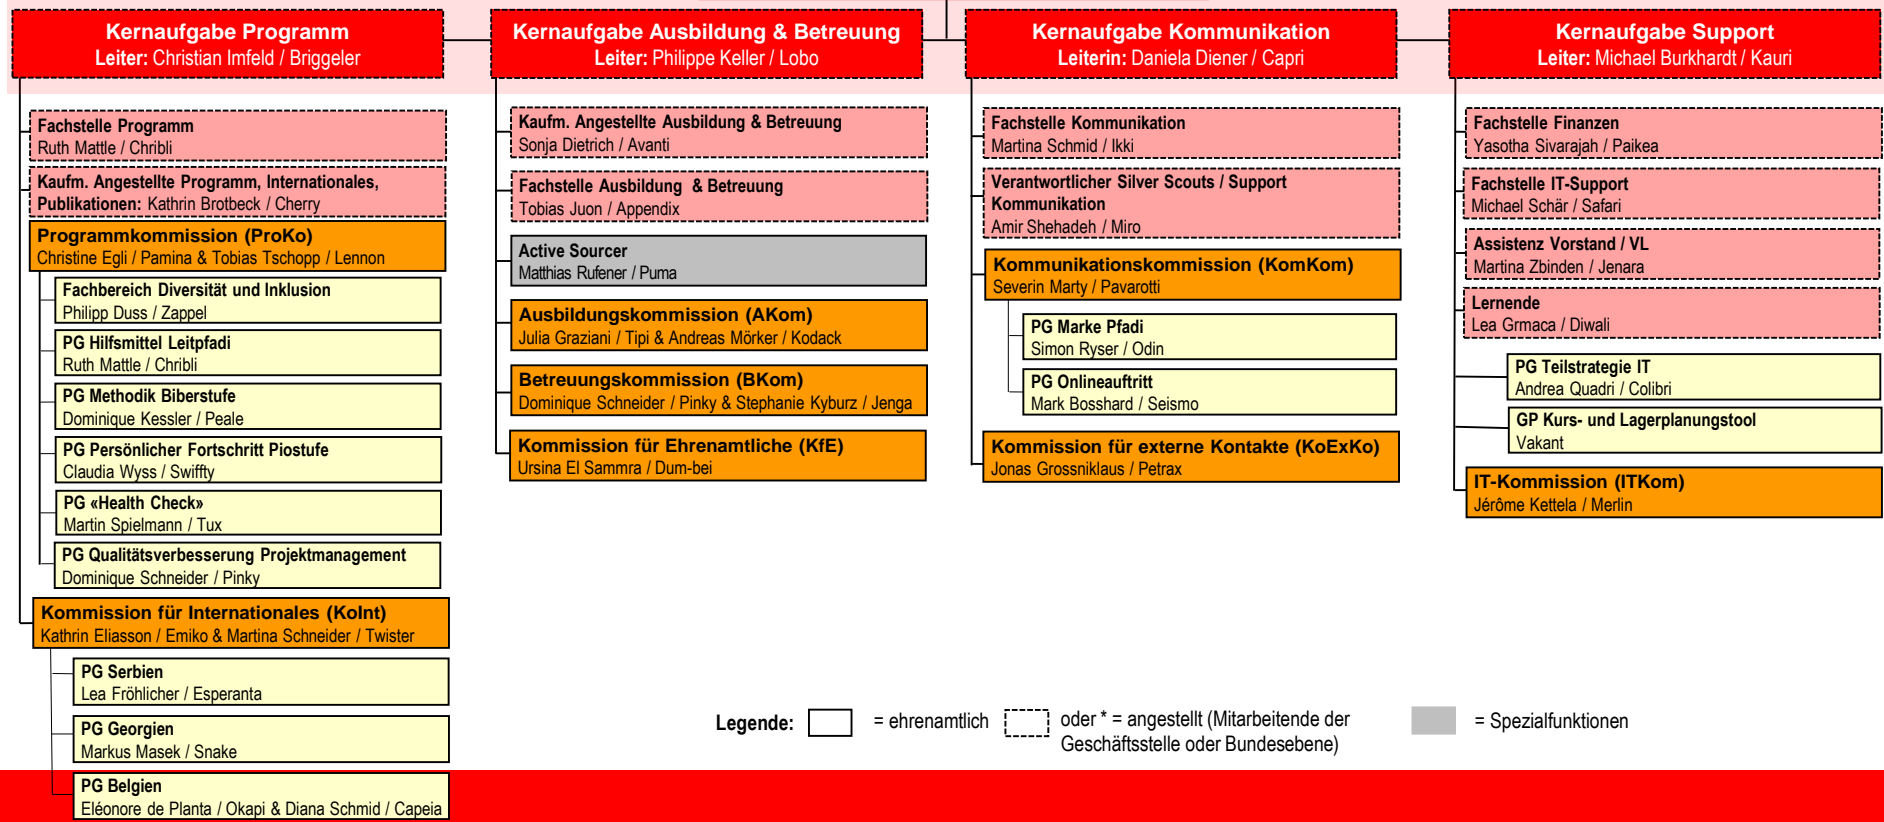 Kernaufgabe Programm
Leiter: Christian Imfeld / Briggeler
Fachstelle Programm
Ruth Mattle / Chribli
Kaufm. Angestellte Programm, Internationales,
Publikationen: Kathrin Brotbeck / Cherry
Programmkommission (ProKo)
Christine Egli / Pamina & Tobias Tschopp / Lennon
Fachbereich Diversität und Inklusion
Philipp Duss / Zappel
PG Hilfsmittel Leitpfadi
Ruth Mattle / Chribli
PG Methodik Biberstufe
Dominique Kessler / Peale
PG Persönlicher Fortschritt Piostufe
Claudia Wyss / Swiffty
PG «Health Check»
Martin Spielmann / Tux
PG Qualitätsverbesserung Projektmanagement
Dominique Schneider / Pinky
Kommission für Internationales (KoInt)
Kathrin Eliasson / Emiko & Martina Schneider / Twister
PG Serbien
Lea Fröhlicher / Esperanta
PG Georgien
Markus Masek / Snake
PG Belgien
Eléonore de Planta / Okapi & Diana Schmid / Capeia
Kernaufgabe Ausbildung & Betreuung
Leiter: Philippe Keller / Lobo
Kaufm. Angestellte Ausbildung & Betreuung
Sonja Dietrich / Avanti
Fachstelle Ausbildung & Betreuung
Tobias Juon / Appendix
Active Sourcer
Matthias Rufener / Puma
Ausbildungskommission (AKom)
Julia Graziani / Tipi & Andreas Mörker / Kodack
Betreuungskommission (BKom)
Dominique Schneider / Pinky & Stephanie Kyburz / Jenga
Kommission für Ehrenamtliche (KfE)
Ursina El Sammra / Dum-bei
Kernaufgabe Kommunikation
Leiterin: Daniela Diener / Capri
Fachstelle Kommunikation
Martina Schmid / Ikki
Verantwortlicher Silver Scouts / Support
Kommunikation
Amir Shehadeh / Miro
Kommunikationskommission (KomKom)
Severin Marty / Pavarotti
PG Marke Pfadi
Simon Ryser / Odin
PG Onlineauftritt
Mark Bosshard / Seismo
Kommission für externe Kontakte (KoExKo)
Jonas Grossniklaus / Petrax
Kernaufgabe Support
Leiter: Michael Burkhardt / Kauri
Fachstelle Finanzen
Yasotha Sivarajah / Paikea
Fachstelle IT-Support
Michael Schär / Safari
Assistenz Vorstand / VL
Martina Zbinden / Jenara
Lernende
Lea Grmaca / Diwali
PG Teilstrategie IT
Andrea Quadri / Colibri
GP Kurs- und Lagerplanungstool
Vakant
IT-Kommission (ITKom)
Jérôme Kettela / Merlin
Legende:
= ehrenamtlich
oder * = angestellt (Mitarbeitende der
Geschäftsstelle oder Bundesebene)
= Spezialfunktionen